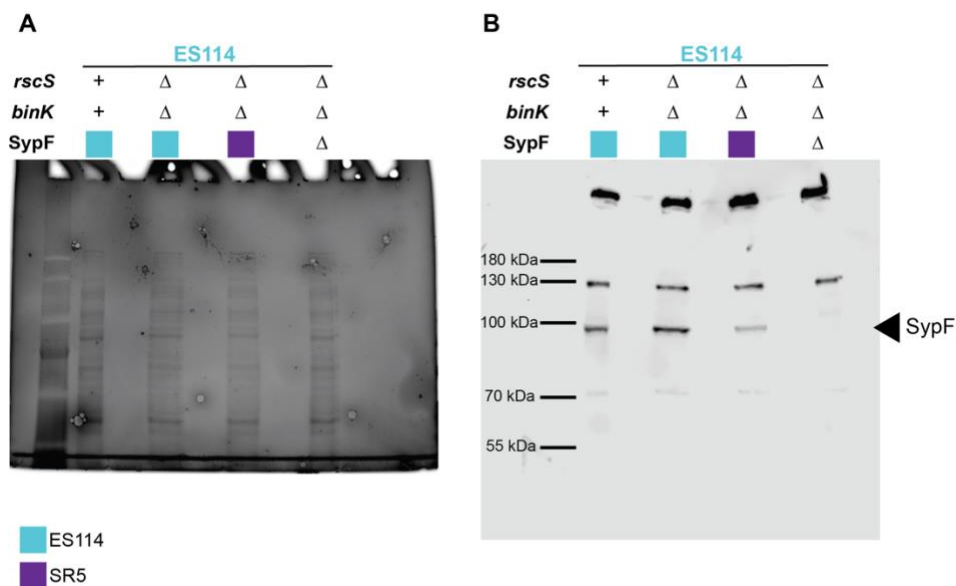 A
ES114
rscS + Δ Δ Δ
binK + Δ Δ Δ
SypF Δ
ES114
SR5
B
ES114
rscS + Δ Δ Δ
binK + Δ Δ Δ
SypF Δ
180 kDa
130 kDa
100 kDa
SypF
70 kDa
55 kDa